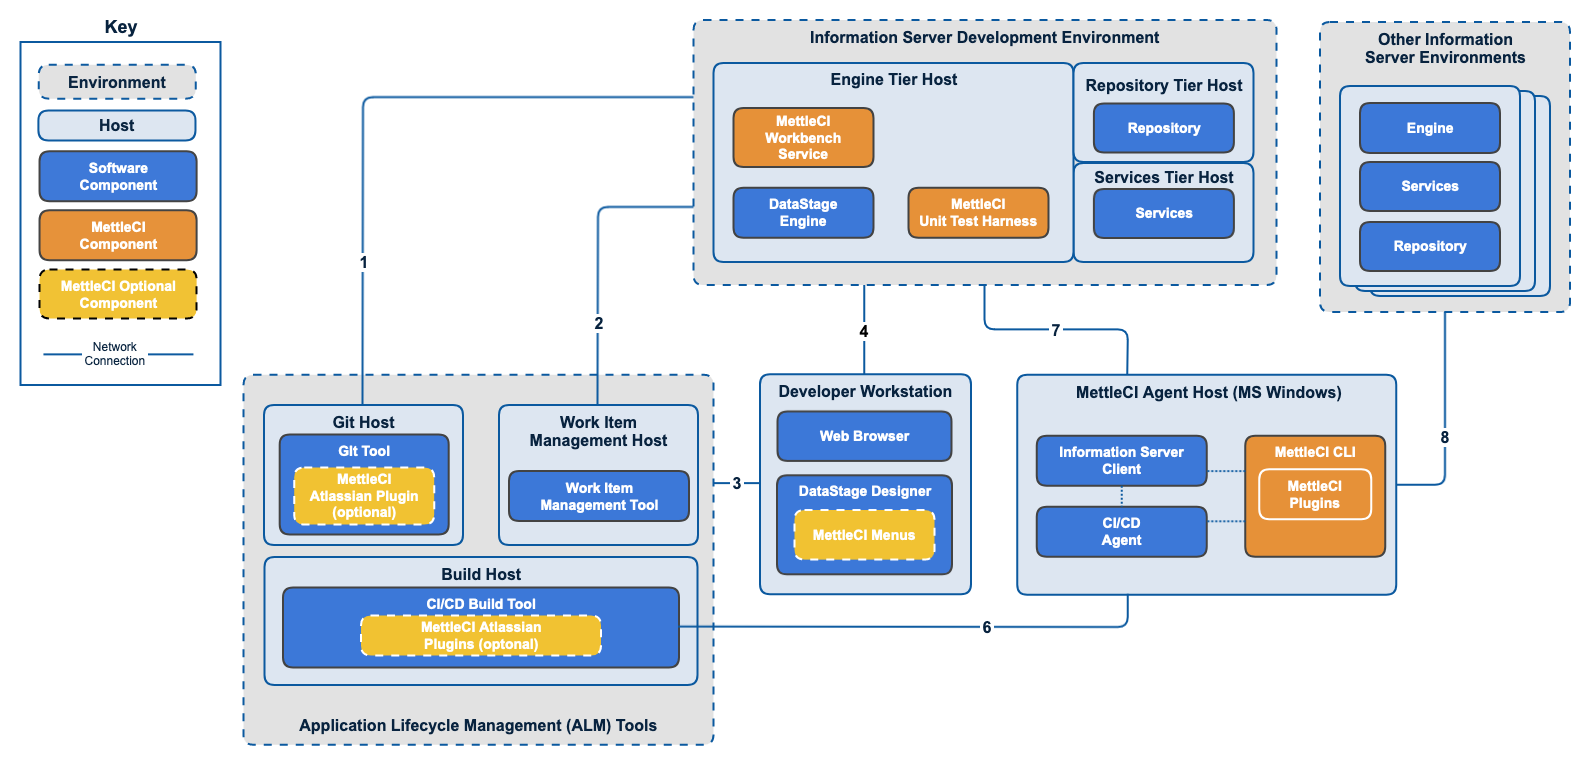 Key
Environment
Host
Software
Component
MettleCI
Component
MettleCI Optional
Component
Network
Connection
Information Server Development Environment
Engine Tier Host
MettleCI
Workbench
Service
DataStage
Engine
MettleCI
Unit Test Harness
Repository Tier Host
Repository
Services Tier Host
Services
Other Information
Server Environments
Engine
Services
Repository
1
2
4
7
8
Git Host
GIt Tool
MettleCI
Atlassian Plugin
(optional)
Work Item
Management Host
Work Item
Management Tool
3
Build Host
CI/CD Build Tool
MettleCI Atlassian
Plugins (optonal)
Application Lifecycle Management (ALM) Tools
Developer Workstation
Web Browser
DataStage Designer
MettleCI Menus
6
MettleCI Agent Host (MS Windows)
Information Server
Client
CI/CD
Agent
MettleCI CLI
MettleCI
Plugins